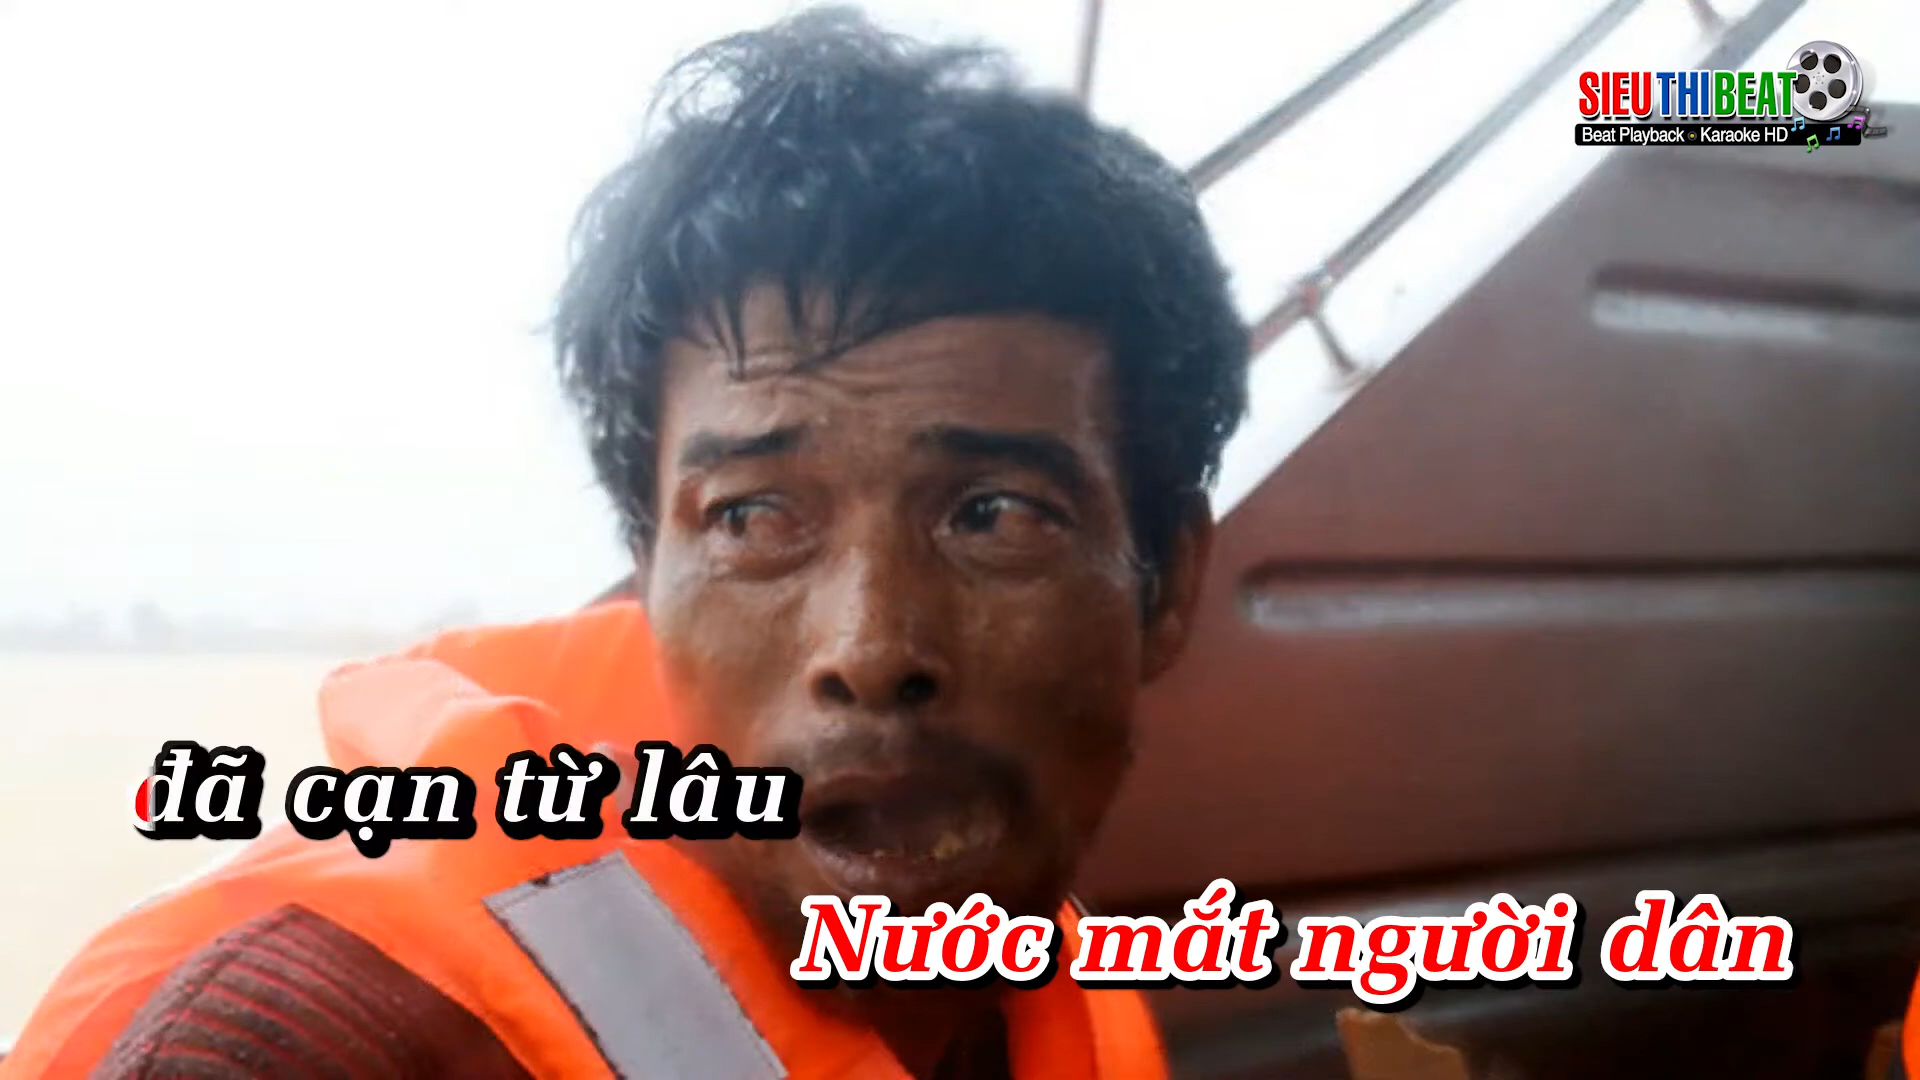 SIEUTHIBEAT
Beat Playback • Karaoke HD
đã cạn từ lâu
Nước mắt người dân